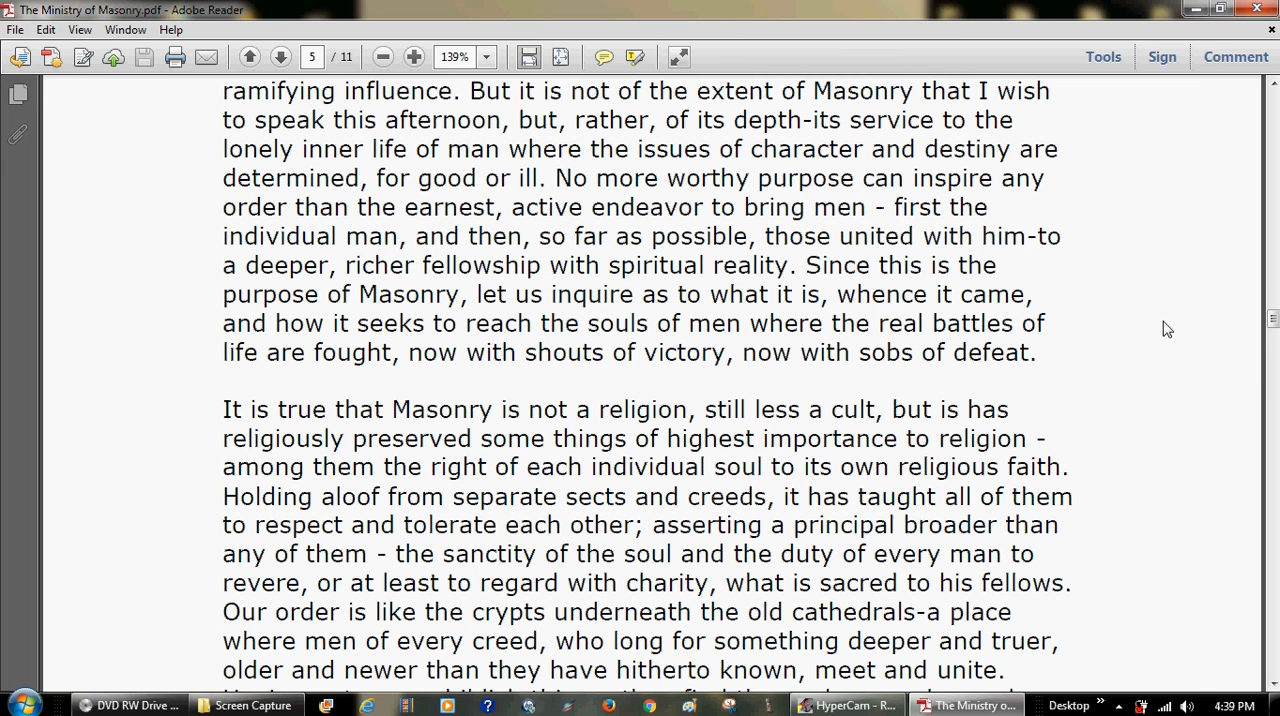 The Ministry of Masonry.pdf - Adobe Reader
File Edit View Window Help
5 / 11 139% Tools Sign Comment
ramifying influence. But it is not of the extent of Masonry that I wish
to speak this afternoon, but, rather, of its depth-its service to the
lonely inner life of man where the issues of character and destiny are
determined, for good or ill. No more worthy purpose can inspire any
order than the earnest, active endeavor to bring men - first the
individual man, and then, so far as possible, those united with him-to
a deeper, richer fellowship with spiritual reality. Since this is the
purpose of Masonry, let us inquire as to what it is, whence it came,
and how it seeks to reach the souls of men where the real battles of
life are fought, now with shouts of victory, now with sobs of defeat.
It is true that Masonry is not a religion, still less a cult, but is has
religiously preserved some things of highest importance to religion -
among them the right of each individual soul to its own religious faith.
Holding aloof from separate sects and creeds, it has taught all of them
to respect and tolerate each other; asserting a principal broader than
any of them - the sanctity of the soul and the duty of every man to
revere, or at least to regard with charity, what is sacred to his fellows.
Our order is like the crypts underneath the old cathedrals-a place
where men of every creed, who long for something deeper and truer,
older and newer than they have hitherto known, meet and unite.
DVD RW Drive ... Screen Capture HyperCam - R... The Ministry o... Desktop » 4:39 PM